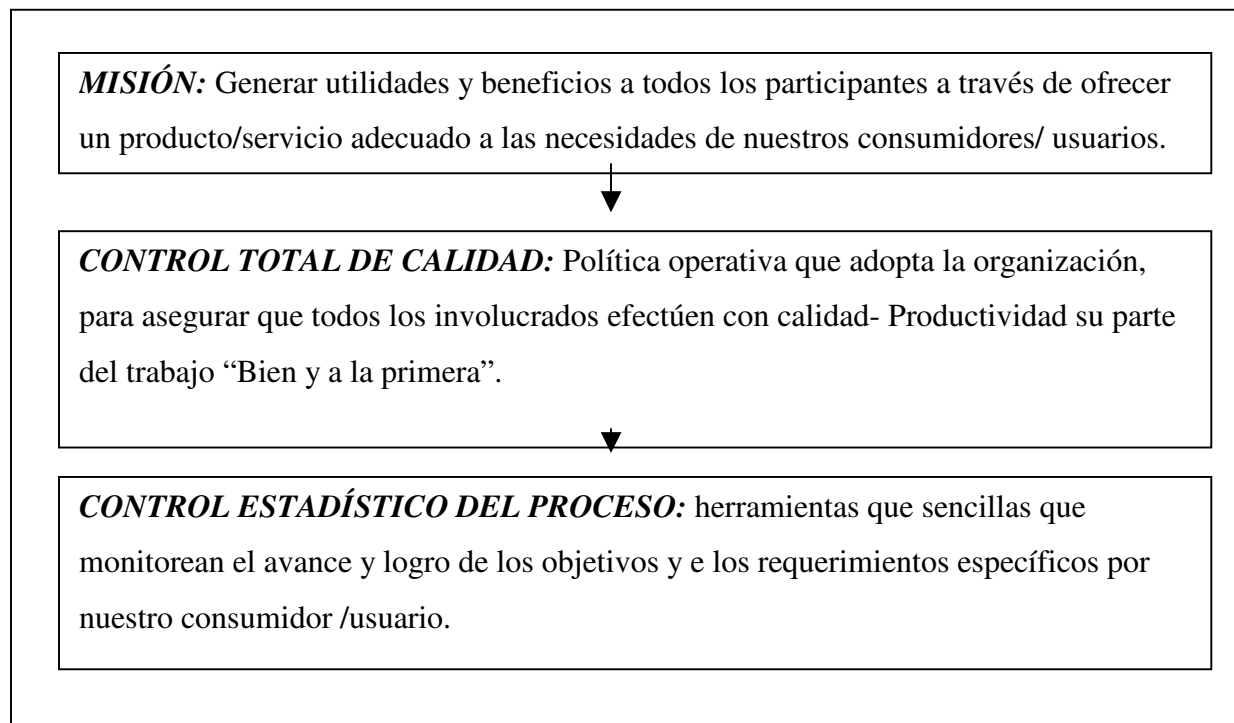 MISIÓN: Generar utilidades y beneficios a todos los participantes a través de ofrecer
un producto/servicio adecuado a las necesidades de nuestros consumidores/ usuarios.
CONTROL TOTAL DE CALIDAD: Política operativa que adopta la organización,
para asegurar que todos los involucrados efectúen con calidad- Productividad su parte
del trabajo “Bien y a la primera”.
CONTROL ESTADÍSTICO DEL PROCESO: herramientas que sencillas que
monitorean el avance y logro de los objetivos y e los requerimientos específicos por
nuestro consumidor /usuario.